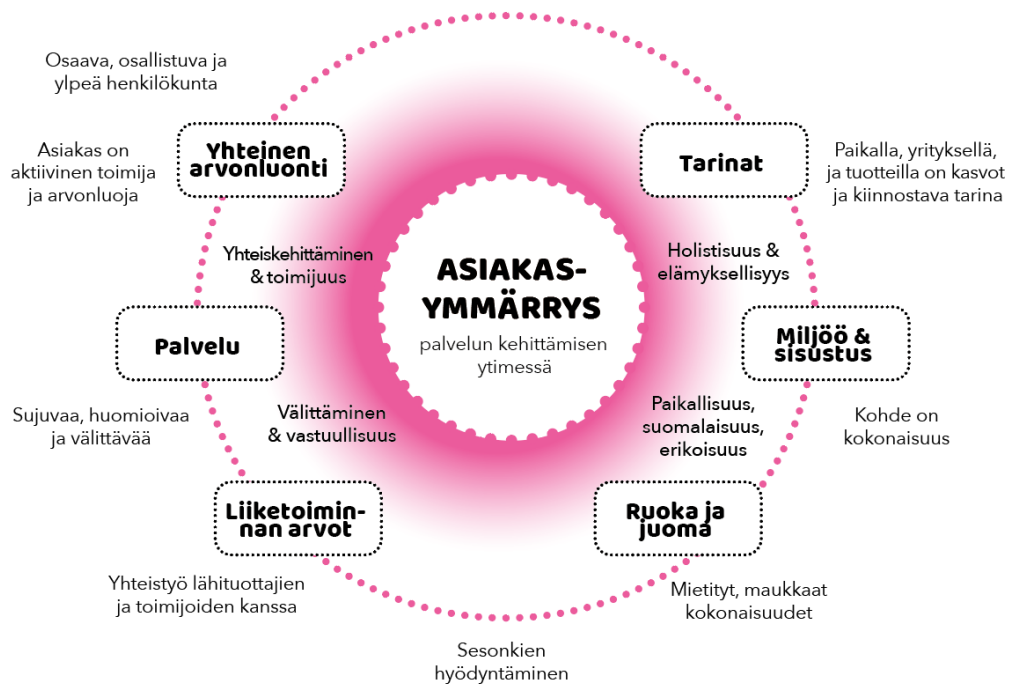 Osaava, osallistuva ja
ylpeä henkilökunta
Yhteinen
arvonluonti
Asiakas on
aktiivinen toimija
ja arvonluoja
Tarinat
Paikalla, yrityksellä,
ja tuotteilla on kasvot
ja kiinnostava tarina
Yhteiskehittäminen
& toimijuus
Holistisuus &
elämyksellisyys
ASIAKAS-
YMMÄRRYS
palvelun kehittämisen
ytimessä
Palvelu
Sujuvaa, huomioivaa
ja välittävää
Miljöö &
sisustus
Kohde on
kokonaisuus
Välittäminen
& vastuullisuus
Paikallisuus,
suomalaisuus,
erikoisuus
Liiketoimin-
nan arvot
Yhteistyö lähituottajien
ja toimijoiden kanssa
Ruoka ja
juoma
Mietityt, maukkaat
kokonaisuudet
Sesonkien
hyödyntäminen